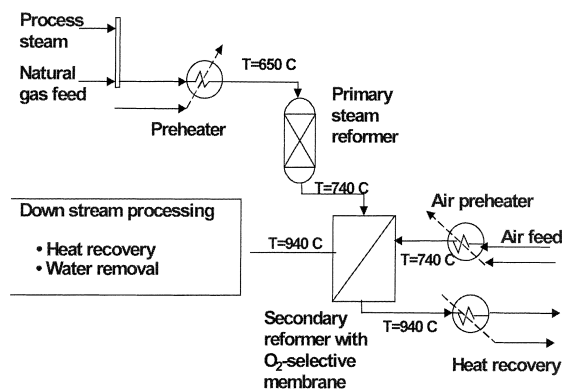 Process
steam
Natural
gas feed
T=650 C
Preheater
Primary
steam
reformer
T=740 C
Down stream processing
• Heat recovery
• Water removal
T=940 C
Air preheater
Air feed
T=740 C
T=940 C
Secondary
reformer with
O₂-selective
membrane
Heat recovery